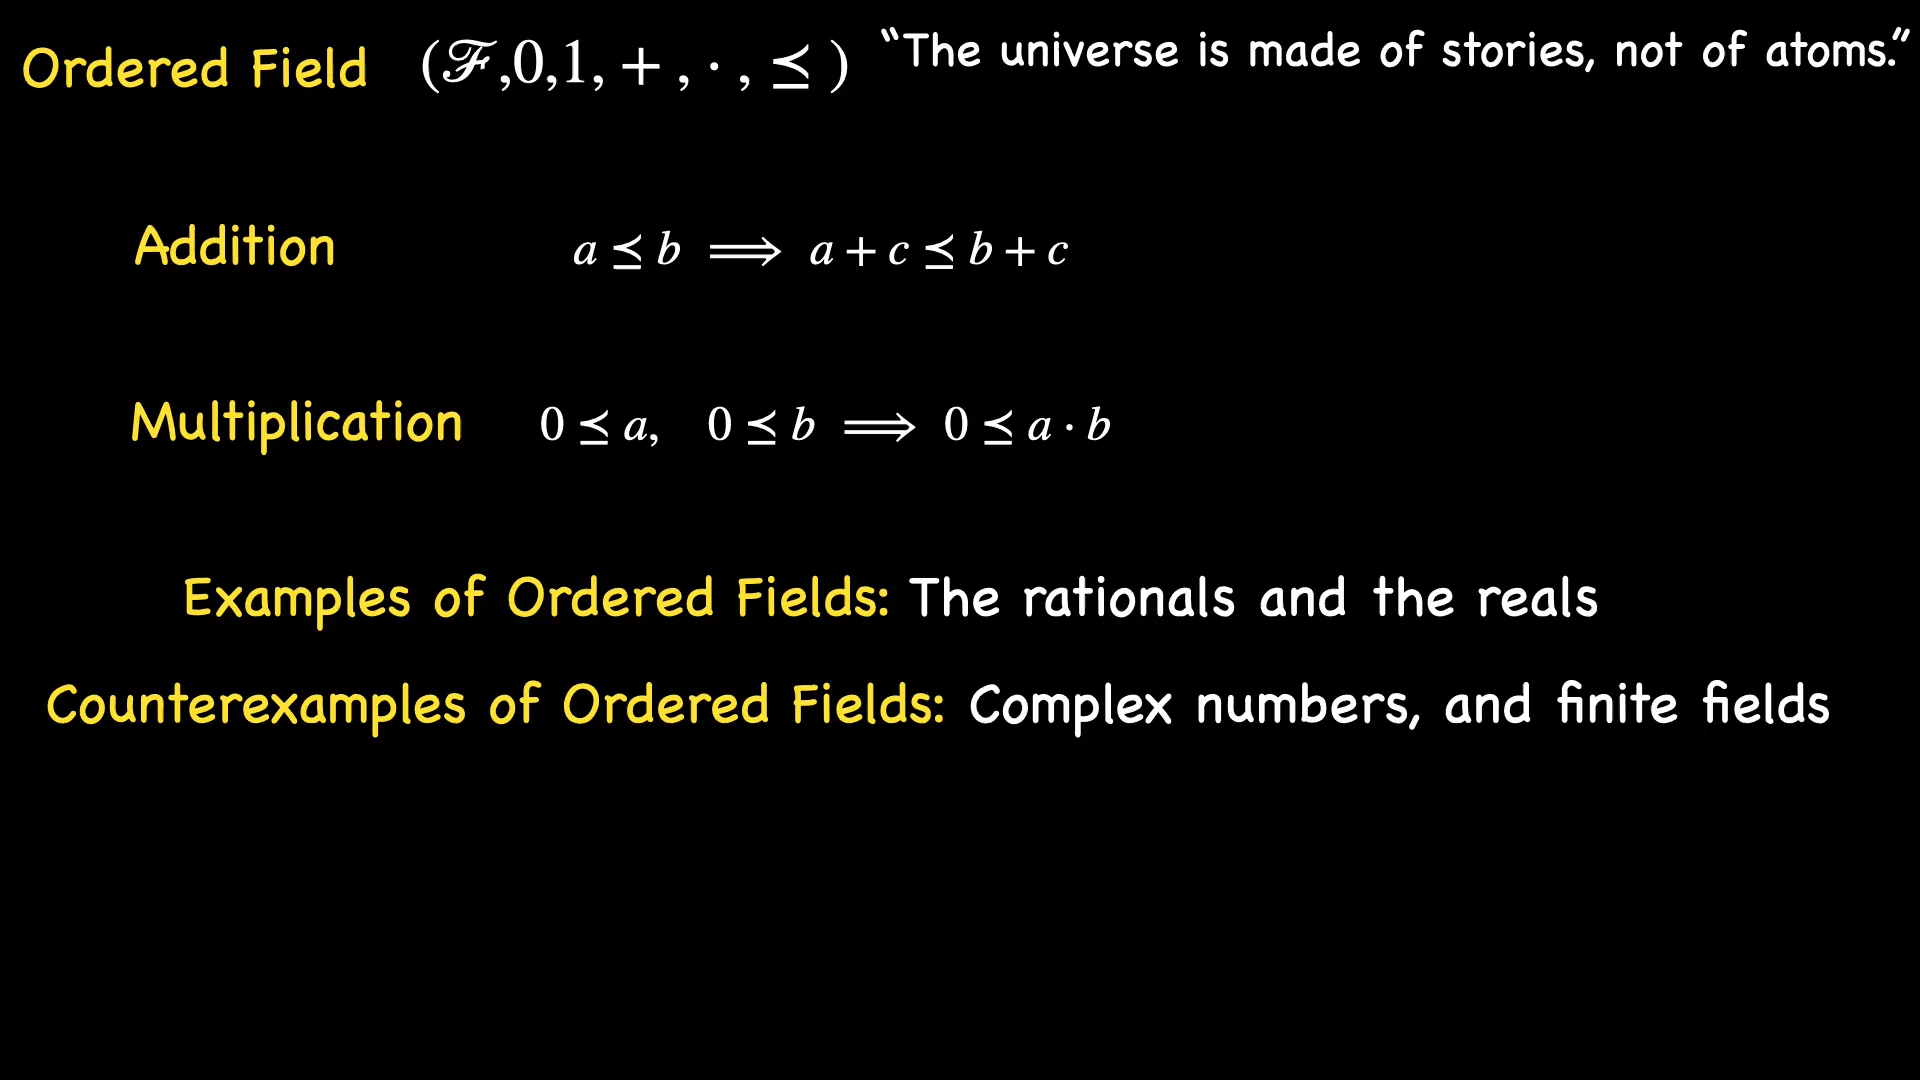 Ordered Field (ℱ,0,1, + , · , ⪯ ) “The universe is made of stories, not of atoms.”
Addition a ⪯ b ⟹ a + c ⪯ b + c
Multiplication 0 ⪯ a, 0 ⪯ b ⟹ 0 ⪯ a · b
Examples of Ordered Fields: The rationals and the reals
Counterexamples of Ordered Fields: Complex numbers, and finite fields